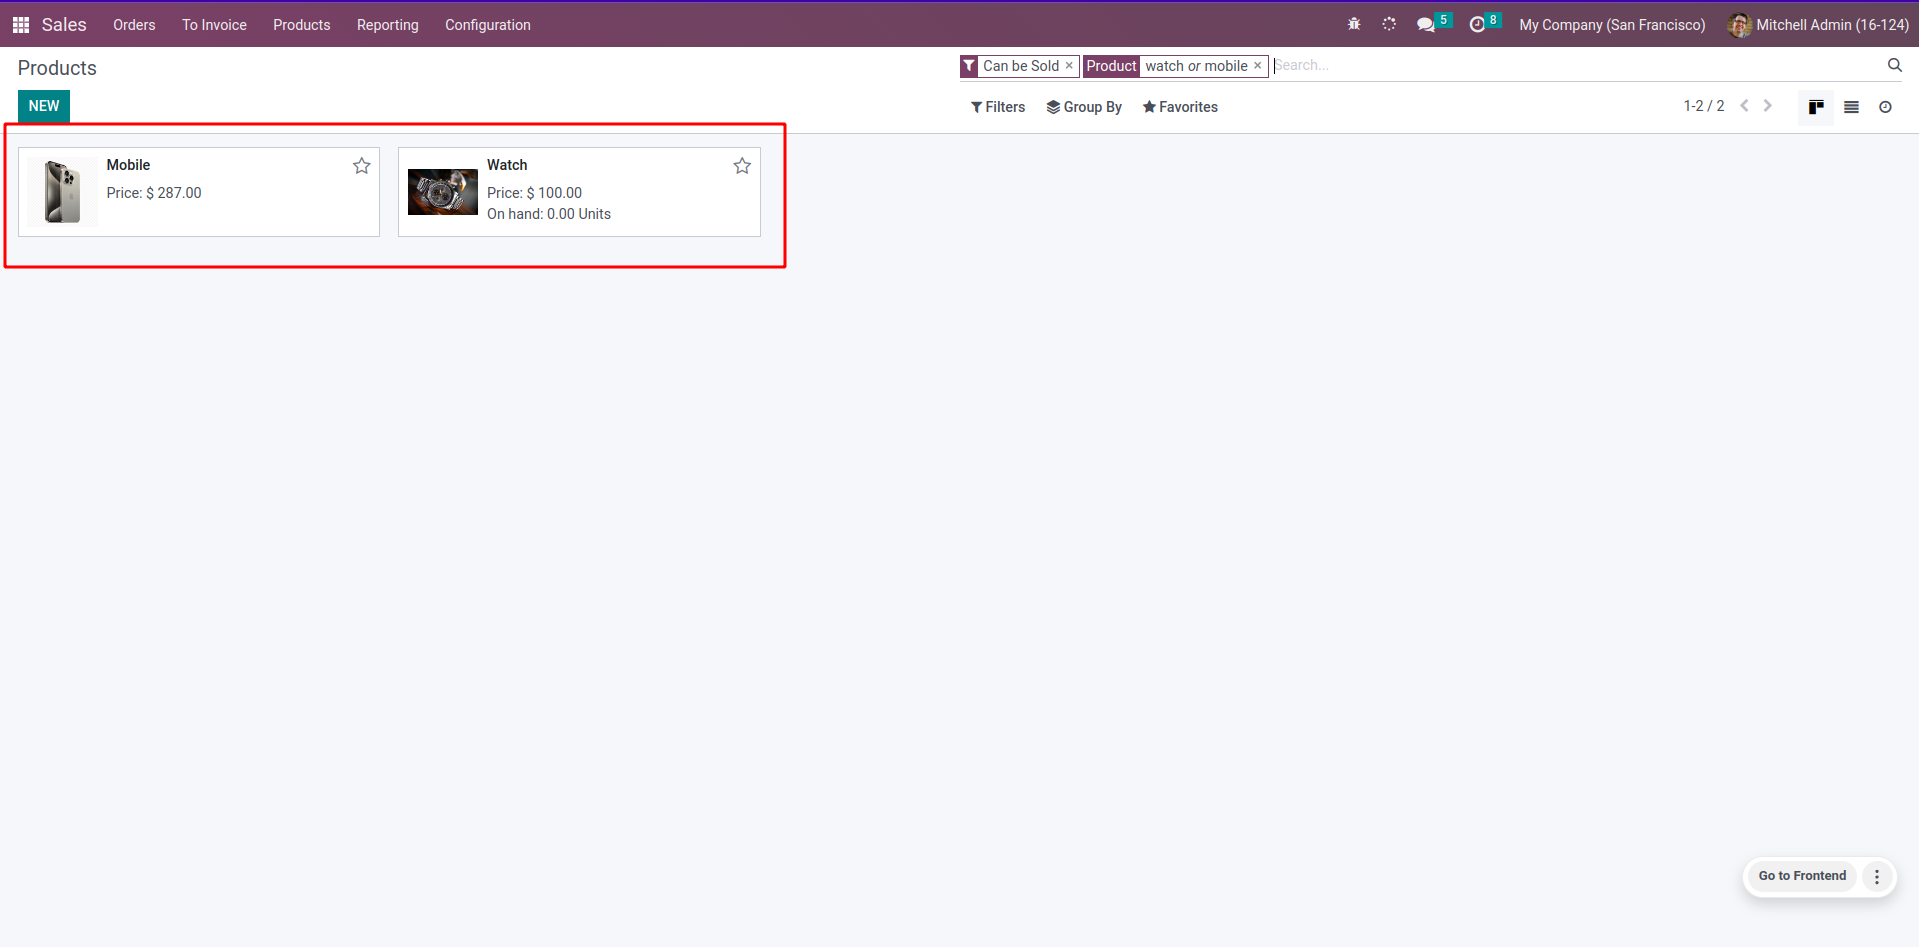 Sales Orders To Invoice Products Reporting Configuration 5 8 My Company (San Francisco) Mitchell Admin (16-124)
Products Can be Sold × Product watch or mobile × Search...
NEW Filters Group By Favorites 1-2 / 2
Mobile
Price: $ 287.00
Watch
Price: $ 100.00
On hand: 0.00 Units
Go to Frontend